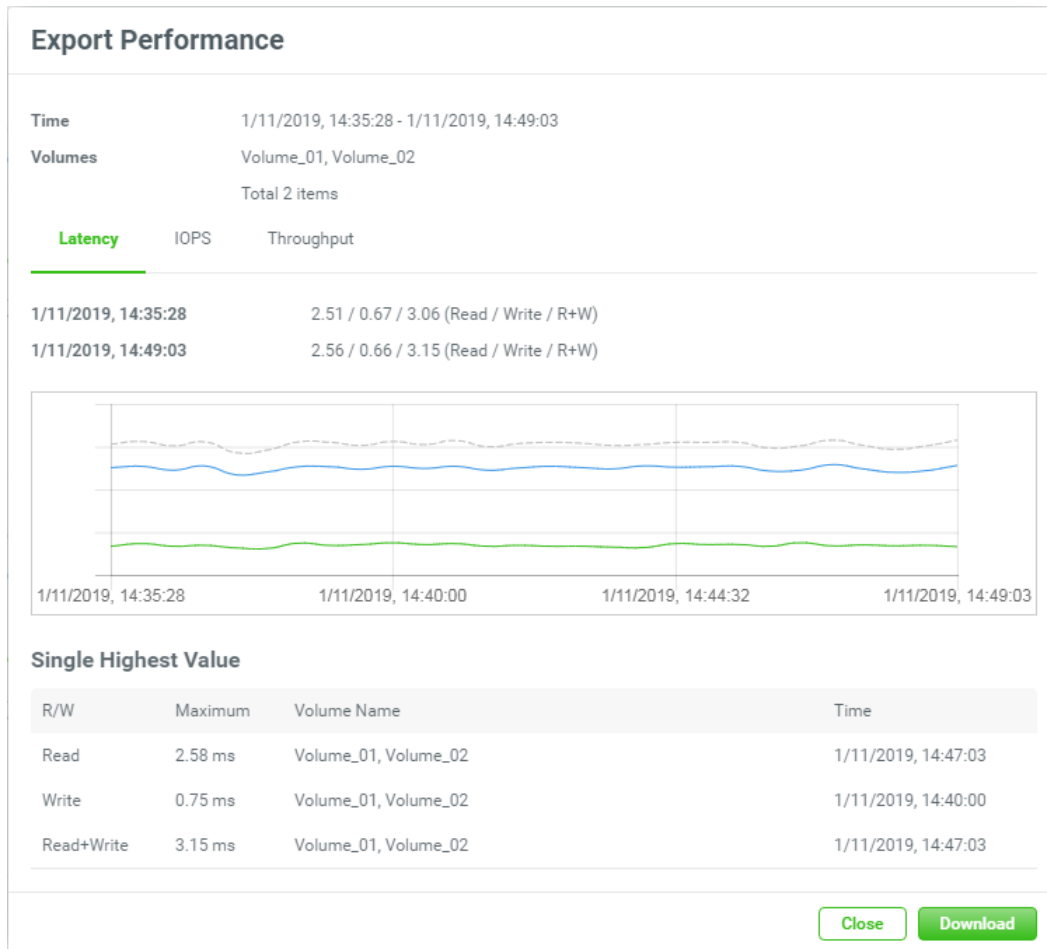 Export Performance
Time 1/11/2019, 14:35:28 - 1/11/2019, 14:49:03
Volumes Volume_01, Volume_02
Total 2 items
Latency IOPS Throughput
1/11/2019, 14:35:28 2.51 / 0.67 / 3.06 (Read / Write / R+W)
1/11/2019, 14:49:03 2.56 / 0.66 / 3.15 (Read / Write / R+W)
1/11/2019, 14:35:28 1/11/2019, 14:40:00 1/11/2019, 14:44:32 1/11/2019, 14:49:03
Single Highest Value
R/W Maximum Volume Name Time
Read 2.58 ms Volume_01, Volume_02 1/11/2019, 14:47:03
Write 0.75 ms Volume_01, Volume_02 1/11/2019, 14:40:00
Read+Write 3.15 ms Volume_01, Volume_02 1/11/2019, 14:47:03
Close Download